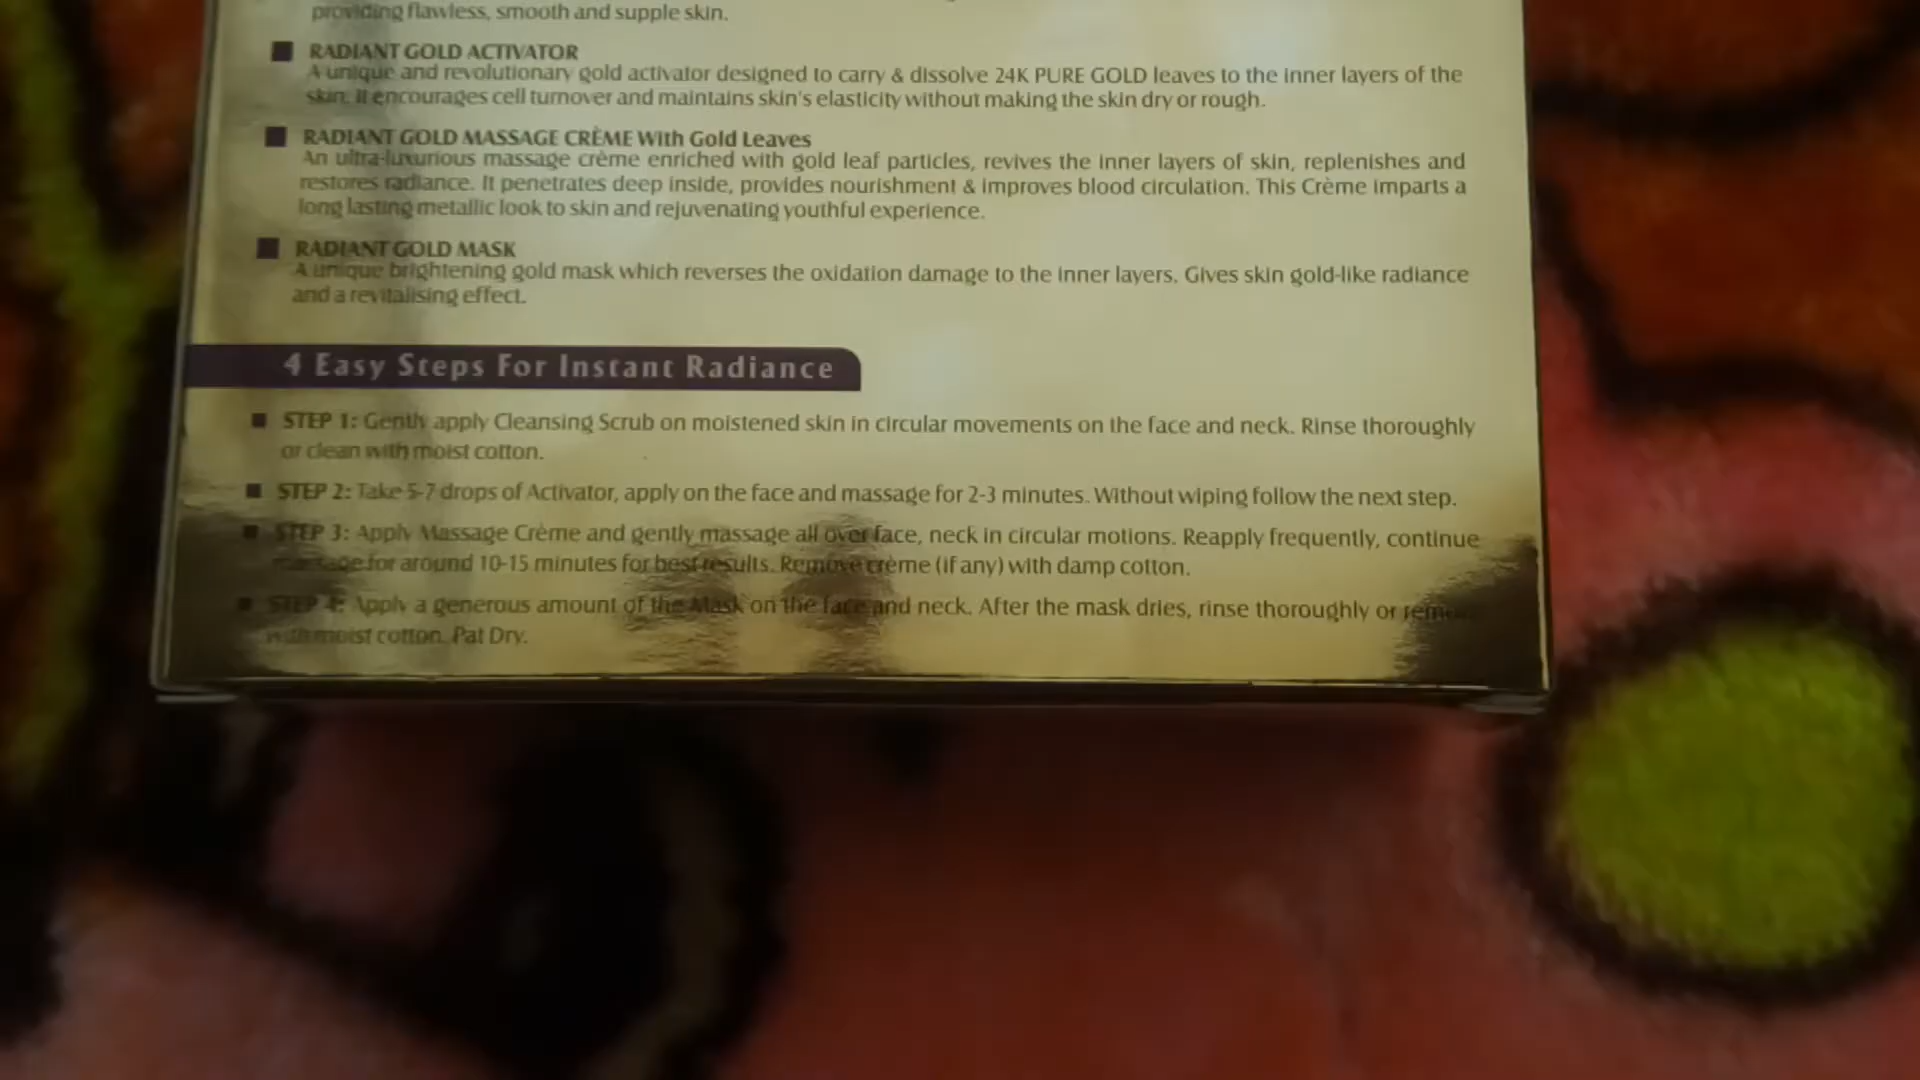 providing flawless, smooth and supple skin.
RADIANT GOLD ACTIVATOR
A unique and revolutionary gold activator designed to carry & dissolve 24K PURE GOLD leaves to the inner layers of the
skin. It encourages cell turnover and maintains skin's elasticity without making the skin dry or rough.
RADIANT GOLD MASSAGE CRÈME With Gold Leaves
An ultra-luxurious massage crème enriched with gold leaf particles, revives the inner layers of skin, replenishes and
restores radiance. It penetrates deep inside, provides nourishment & improves blood circulation. This Crème imparts a
long lasting metallic look to skin and rejuvenating youthful experience.
RADIANT GOLD MASK
A unique brightening gold mask which reverses the oxidation damage to the inner layers. Gives skin gold-like radiance
and a revitalising effect.
4 Easy Steps For Instant Radiance
STEP 1: Gently apply Cleansing Scrub on moistened skin in circular movements on the face and neck. Rinse thoroughly
or clean with moist cotton.
STEP 2: Take 5-7 drops of Activator, apply on the face and massage for 2-3 minutes. Without wiping follow the next step.
STEP 3: Apply Massage Crème and gently massage all over face, neck in circular motions. Reapply frequently, continue
massage for around 10-15 minutes for best results. Remove crème (if any) with damp cotton.
STEP 4: Apply a generous amount of the Mask on the face and neck. After the mask dries, rinse thoroughly or
with moist cotton. Pat Dry.